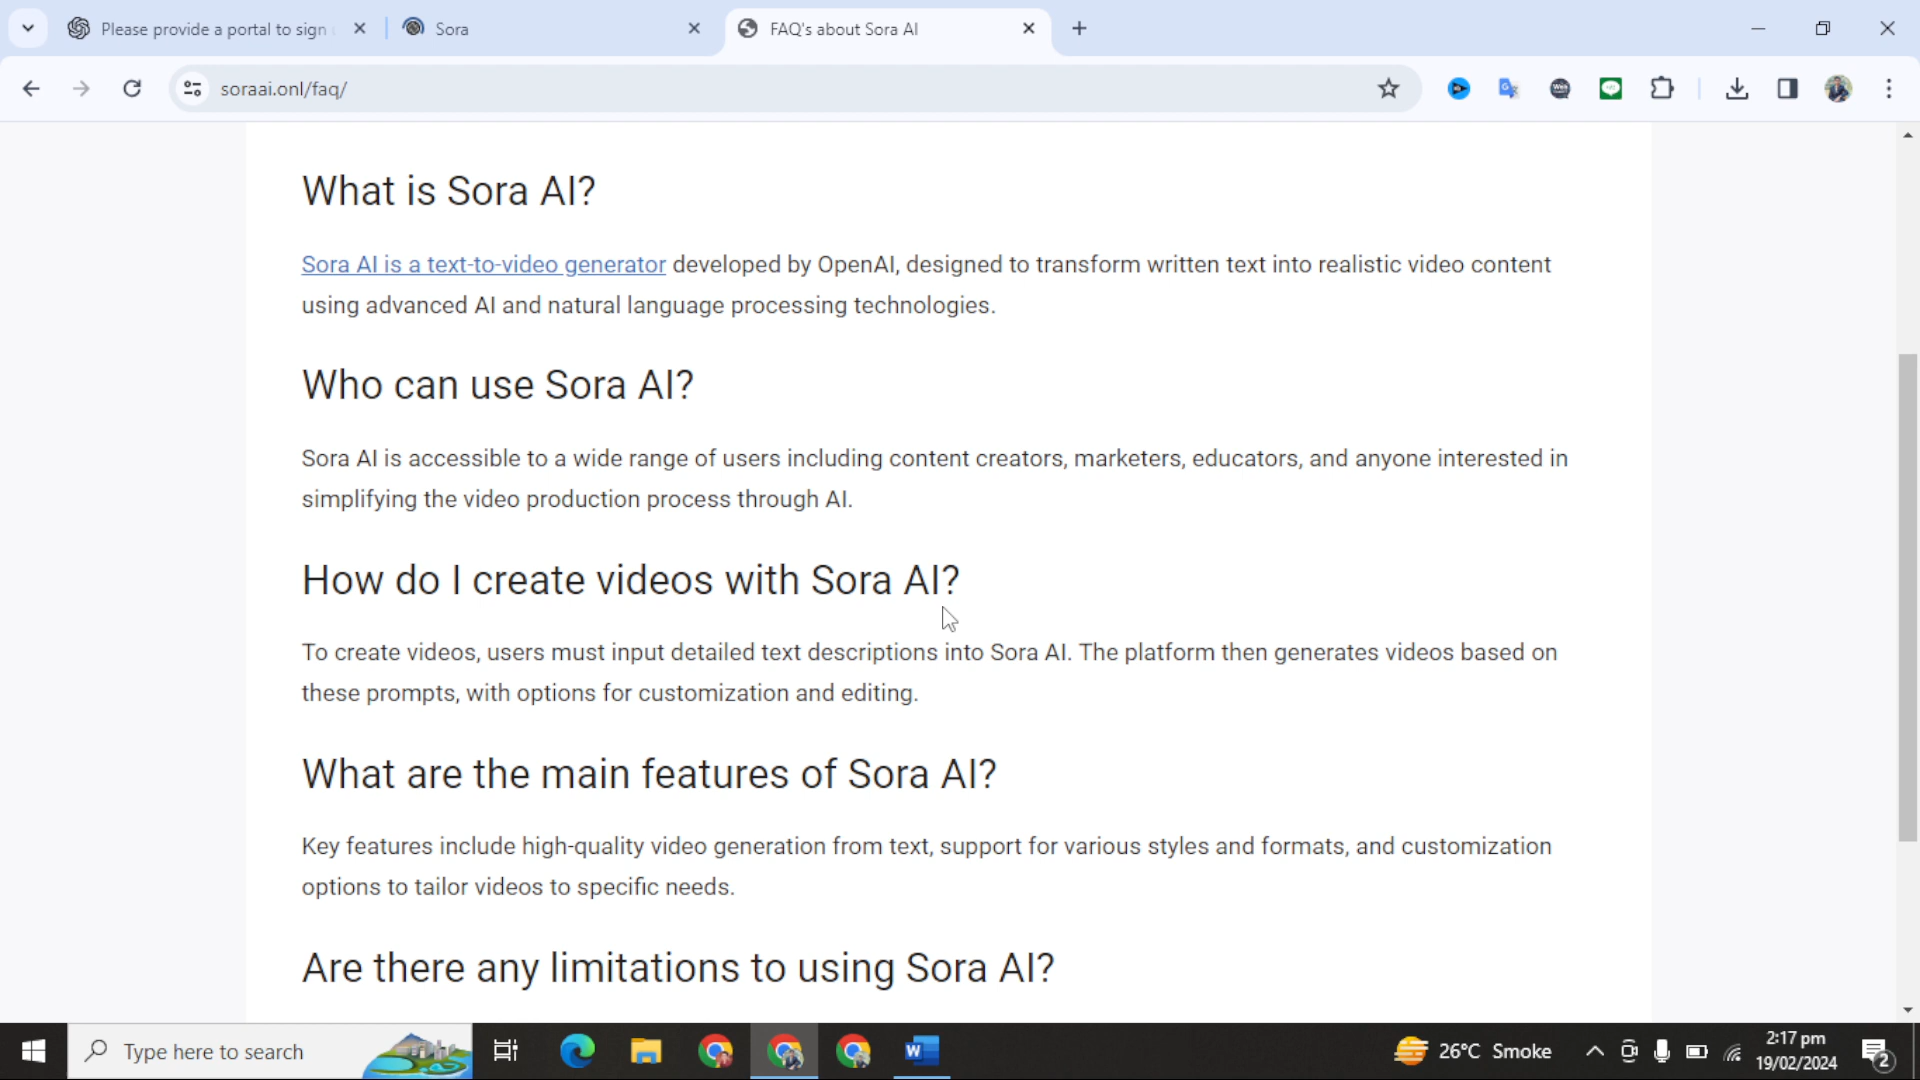 Please provide a portal to sign
Sora
FAQ's about Sora AI
soraai.onl/faq/
What is Sora AI?
Sora AI is a text-to-video generator developed by OpenAI, designed to transform written text into realistic video content
using advanced AI and natural language processing technologies.
Who can use Sora AI?
Sora AI is accessible to a wide range of users including content creators, marketers, educators, and anyone interested in
simplifying the video production process through AI.
How do I create videos with Sora AI?
To create videos, users must input detailed text descriptions into Sora AI. The platform then generates videos based on
these prompts, with options for customization and editing.
What are the main features of Sora AI?
Key features include high-quality video generation from text, support for various styles and formats, and customization
options to tailor videos to specific needs.
Are there any limitations to using Sora AI?
Type here to search
26°C Smoke
2:17 pm
19/02/2024
2